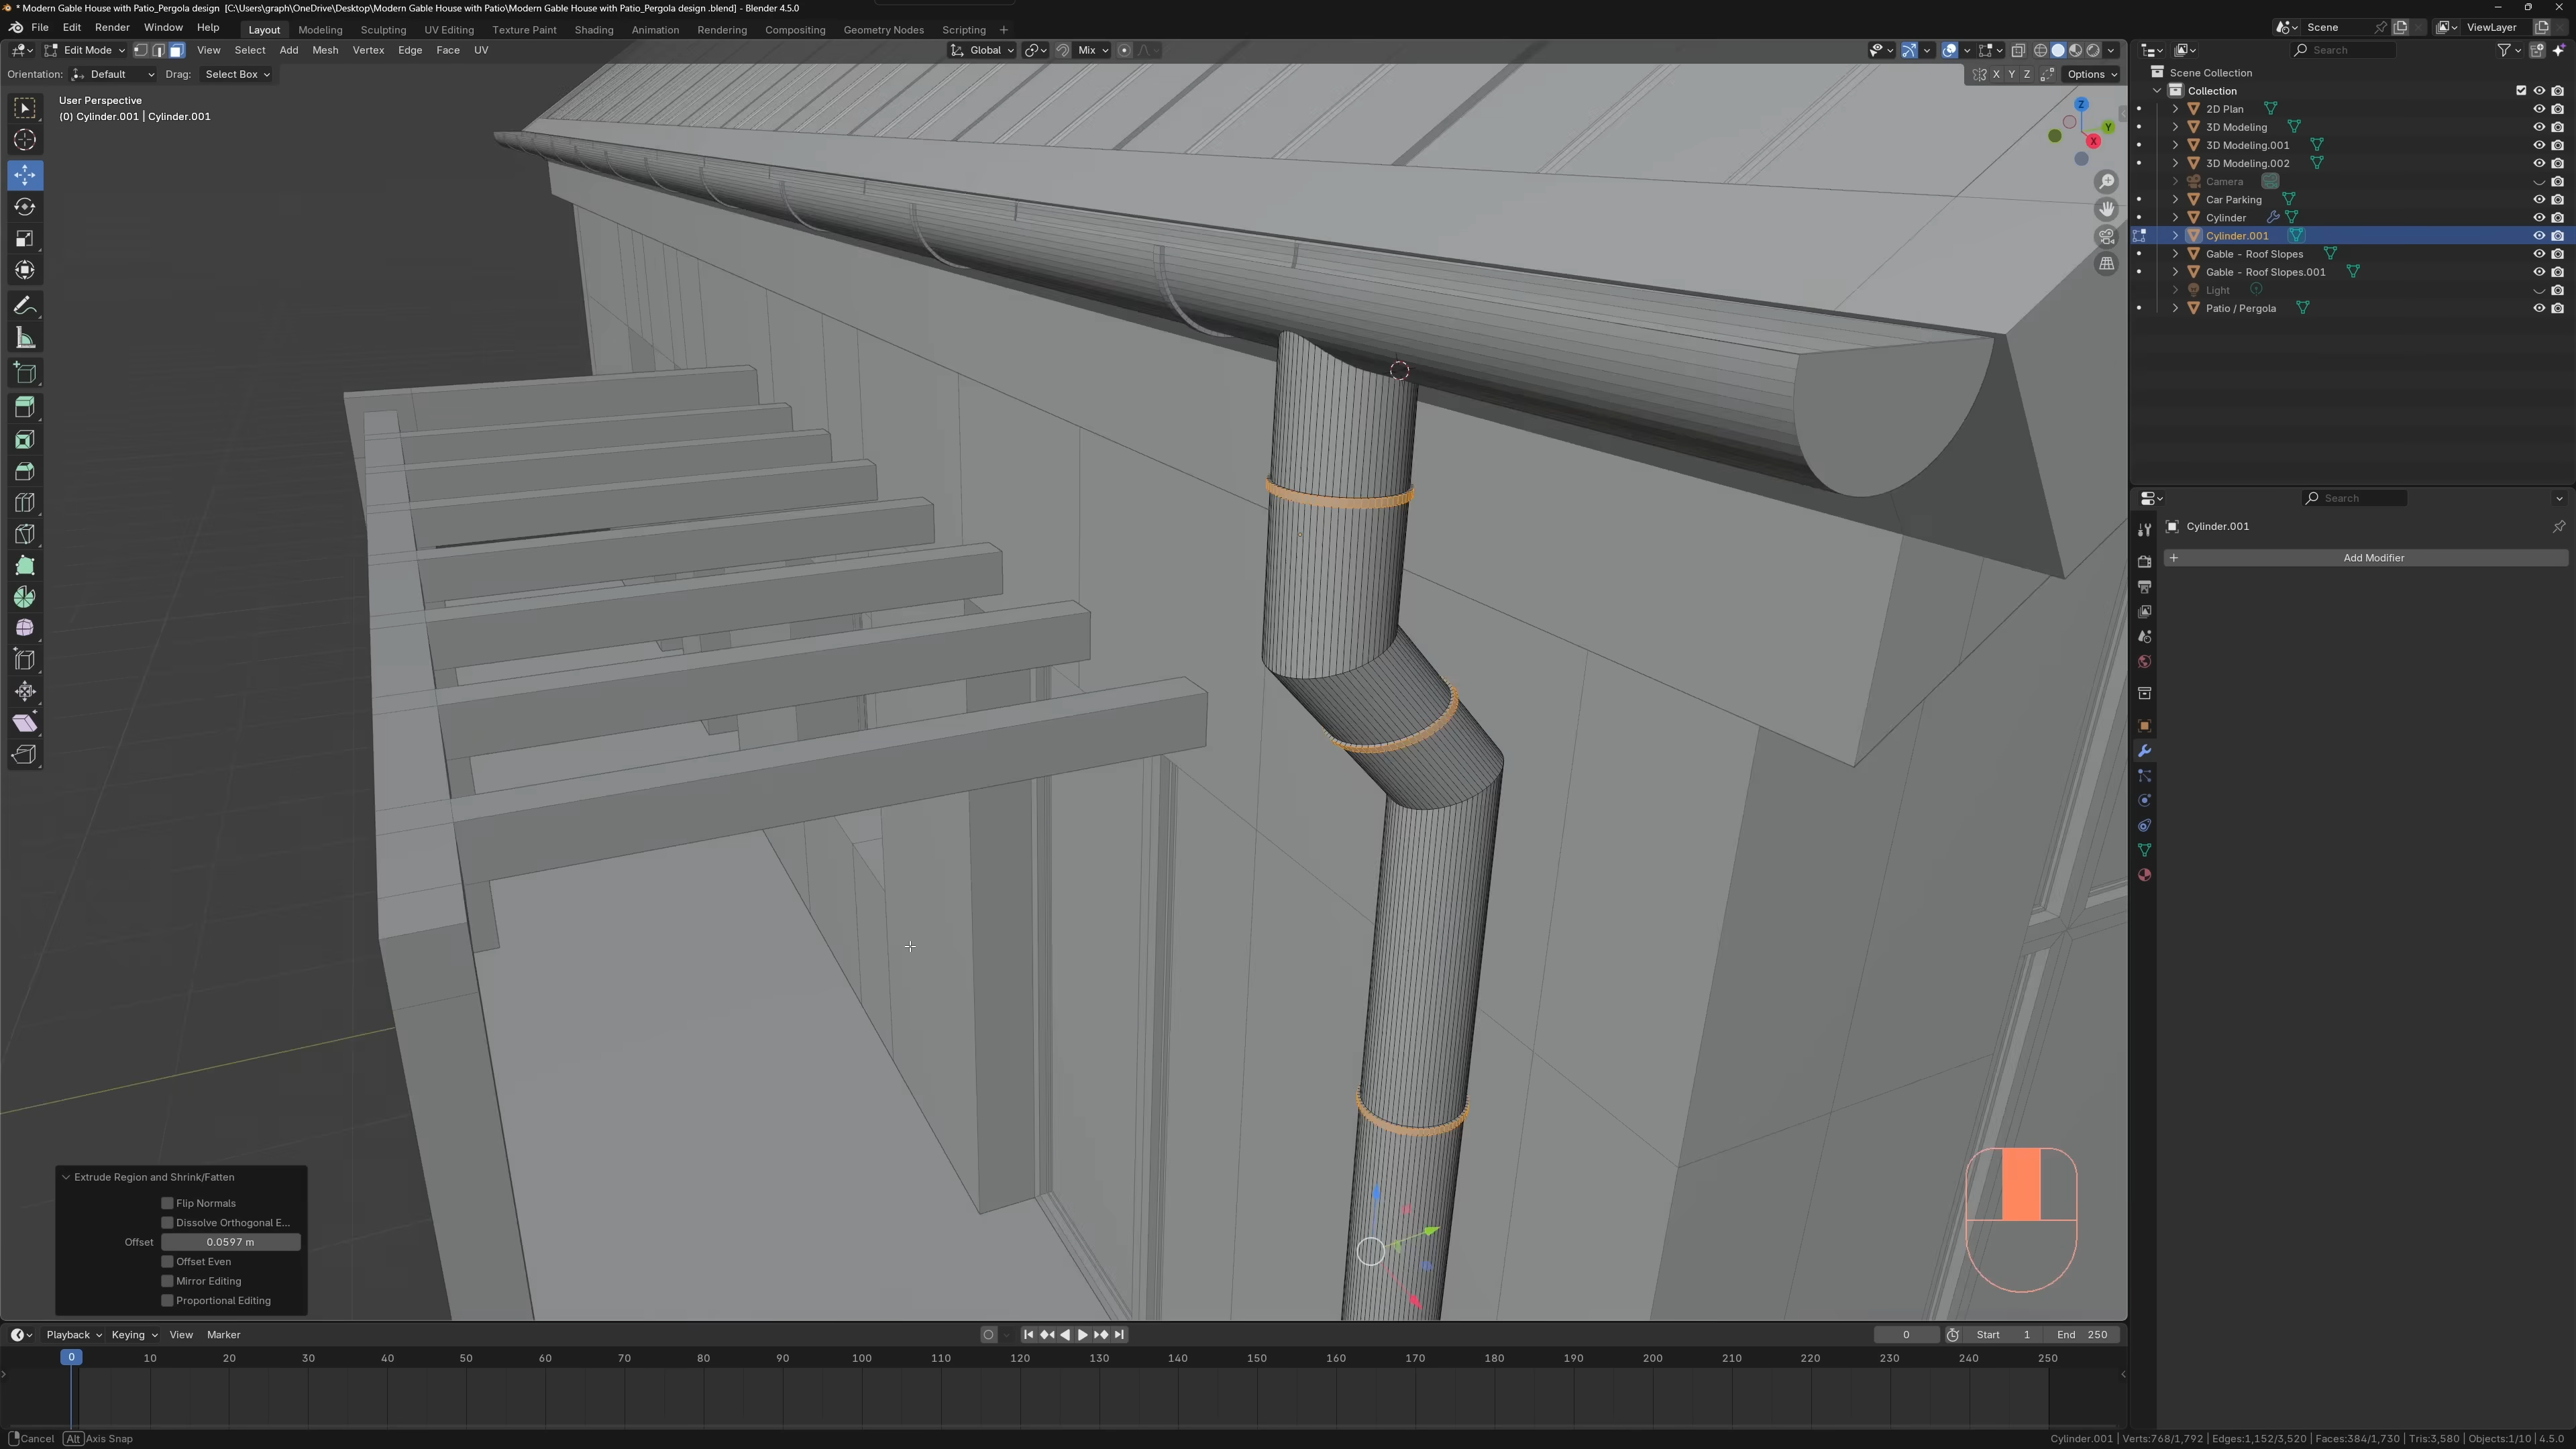 * Modern Gable House with Patio_Pergola design  [C:\Users\graph\OneDrive\Desktop\Modern Gable House with Patio\Modern Gable House with Patio_Pergola design .blend] - Blender 4.5.0
File Edit Render Window Help Layout Modeling Sculpting UV Editing Texture Paint Shading Animation Rendering Compositing Geometry Nodes Scripting + Scene ViewLayer
Edit Mode View Select Add Mesh Vertex Edge Face UV Global Mix Search
Orientation: Default Drag: Select Box X Y Z Options
User Perspective
(0) Cylinder.001 | Cylinder.001
Z
Y
X
Scene Collection
Collection
2D Plan
3D Modeling
3D Modeling.001
3D Modeling.002
Camera
Car Parking
Cylinder
Cylinder.001
Gable - Roof Slopes
Gable - Roof Slopes.001
Light
Patio / Pergola
Search
Cylinder.001
+ Add Modifier
Extrude Region and Shrink/Fatten
Flip Normals
Dissolve Orthogonal E...
Offset 0.0597 m
Offset Even
Mirror Editing
Proportional Editing
Playback Keying View Marker 0 Start 1 End 250
0 10 20 30 40 50 60 70 80 90 100 110 120 130 140 150 160 170 180 190 200 210 220 230 240 250
Cancel Alt Axis Snap Cylinder.001 | Verts:768/1,792 | Edges:1,152/3,520 | Faces:384/1,730 | Tris:3,580 | Objects:1/10 | 4.5.0